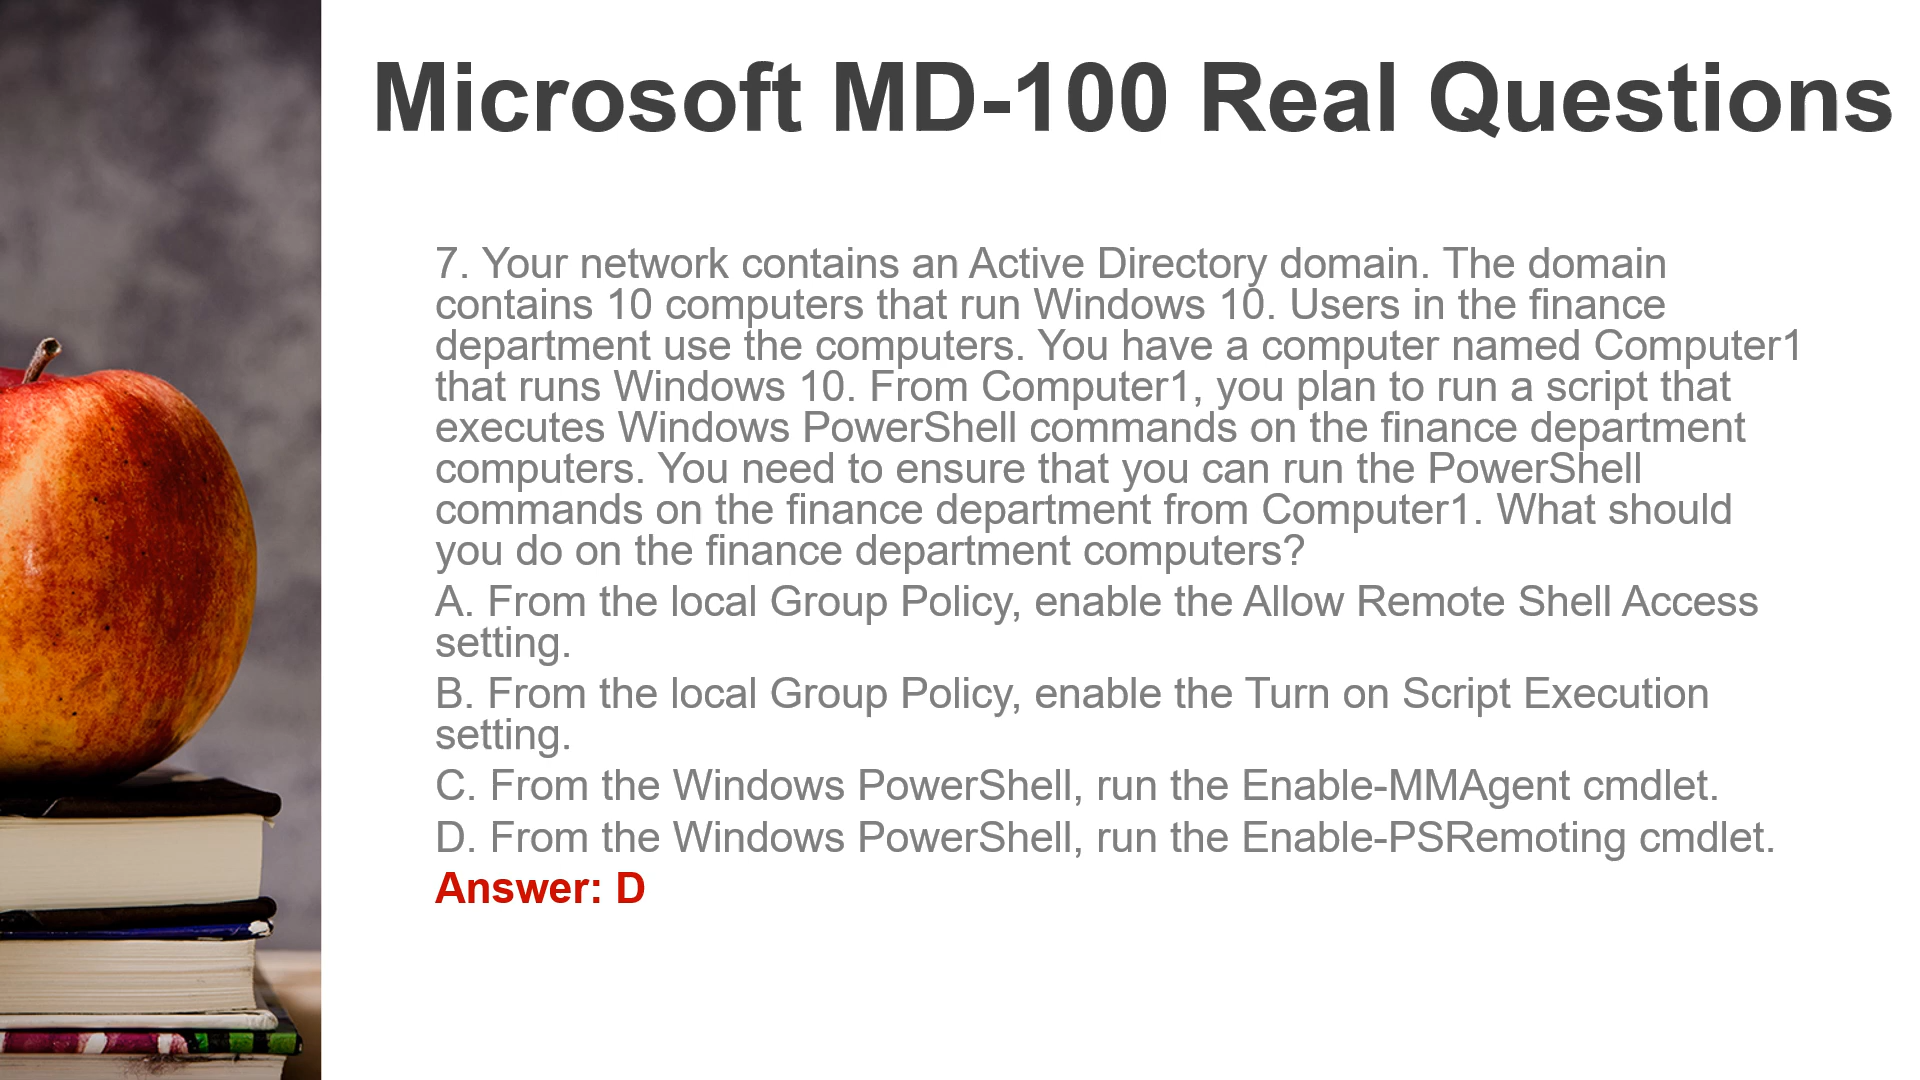 Microsoft MD-100 Real Questions
7. Your network contains an Active Directory domain. The domain
contains 10 computers that run Windows 10. Users in the finance
department use the computers. You have a computer named Computer1
that runs Windows 10. From Computer1, you plan to run a script that
executes Windows PowerShell commands on the finance department
computers. You need to ensure that you can run the PowerShell
commands on the finance department from Computer1. What should
you do on the finance department computers?
A. From the local Group Policy, enable the Allow Remote Shell Access
setting.
B. From the local Group Policy, enable the Turn on Script Execution
setting.
C. From the Windows PowerShell, run the Enable-MMAgent cmdlet.
D. From the Windows PowerShell, run the Enable-PSRemoting cmdlet.
Answer: D